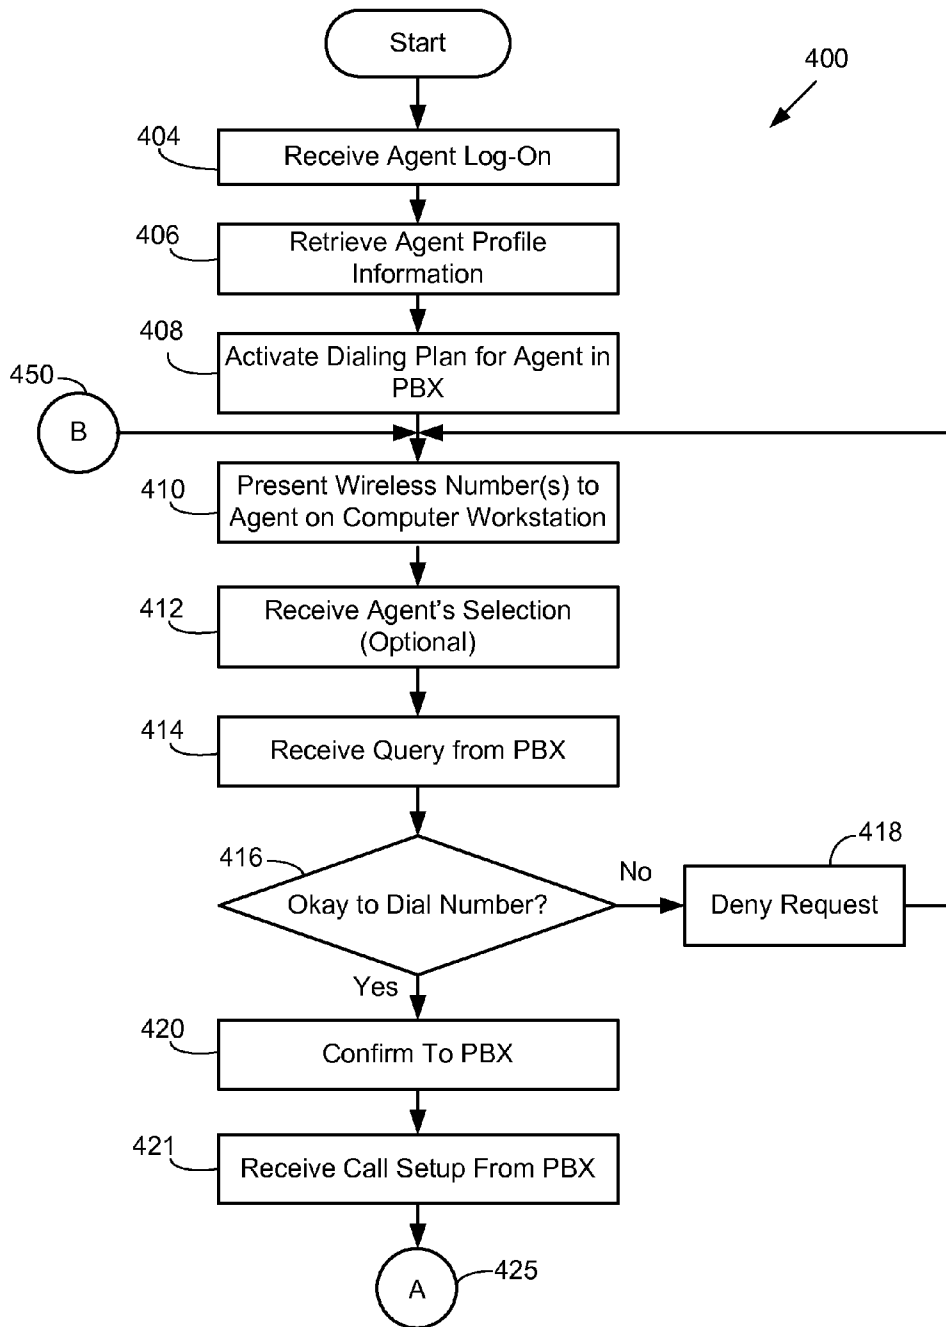 Start
400
404
Receive Agent Log-On
406
Retrieve Agent Profile
Information
408
Activate Dialing Plan for Agent in
PBX
450
B
410
Present Wireless Number(s) to
Agent on Computer Workstation
412
Receive Agent's Selection
(Optional)
414
Receive Query from PBX
416
Okay to Dial Number?
No
418
Deny Request
Yes
420
Confirm To PBX
421
Receive Call Setup From PBX
A
425